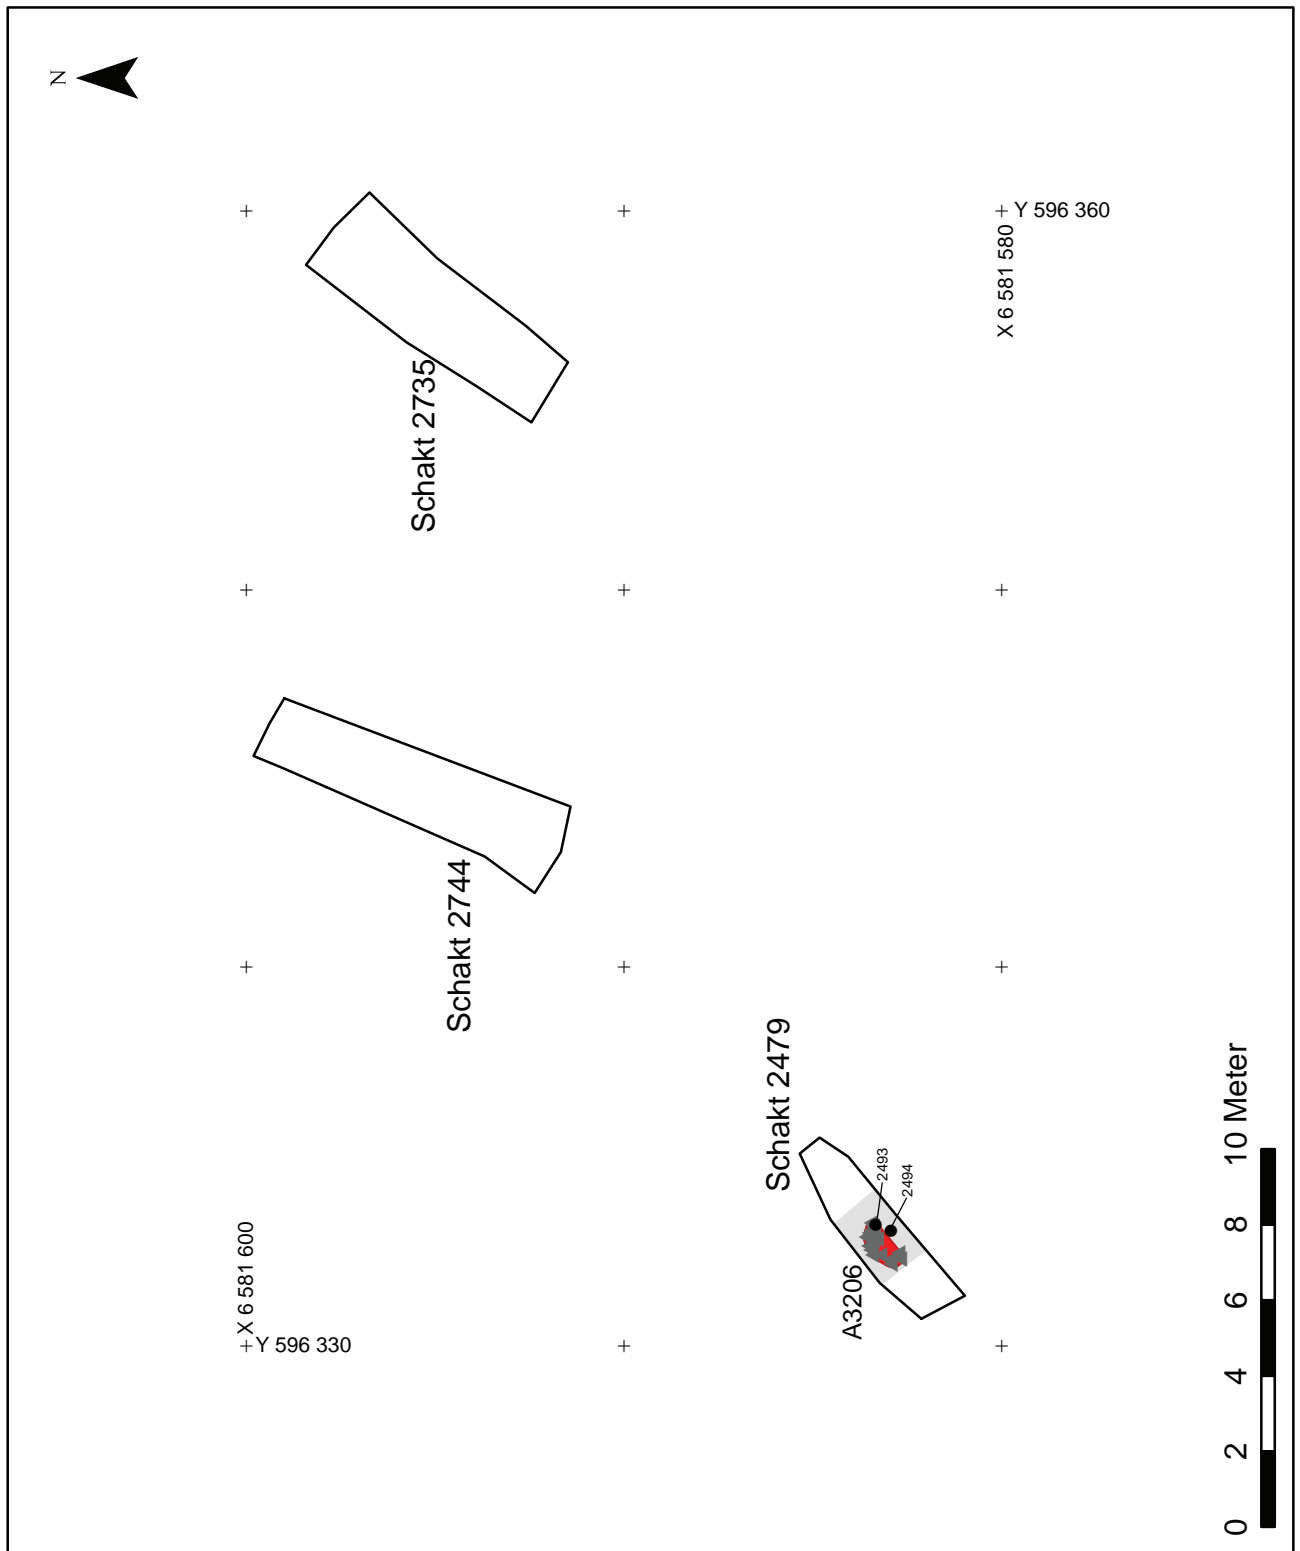 N
Y 596 360
X 6 581 580
Schakt 2735
Schakt 2744
Schakt 2479
2493
2494
A3206
X 6 581 600
Y 596 330
0 2 4 6 8 10 Meter